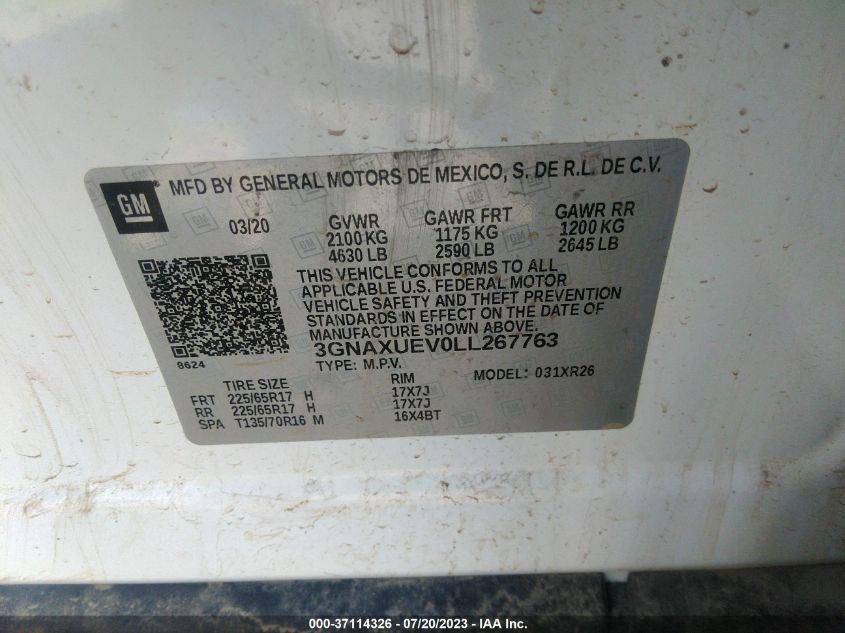 GM
MFD BY GENERAL MOTORS DE MEXICO, S. DE R.L. DE C.V.
03/20 GVWR GAWR FRT GAWR RR
2100 KG 1175 KG 1200 KG
4630 LB 2590 LB 2645 LB
THIS VEHICLE CONFORMS TO ALL
APPLICABLE U.S. FEDERAL MOTOR
VEHICLE SAFETY AND THEFT PREVENTION
STANDARDS IN EFFECT ON THE DATE OF
MANUFACTURE SHOWN ABOVE.
3GNAXUEV0LL267763
8624
TYPE: M.P.V. MODEL: 031XR26
TIRE SIZE RIM
FRT 225/65R17 H 17X7J
RR 225/65R17 H 17X7J
SPA T135/70R16 M 16X4BT
000-37114326 - 07/20/2023 - IAA Inc.